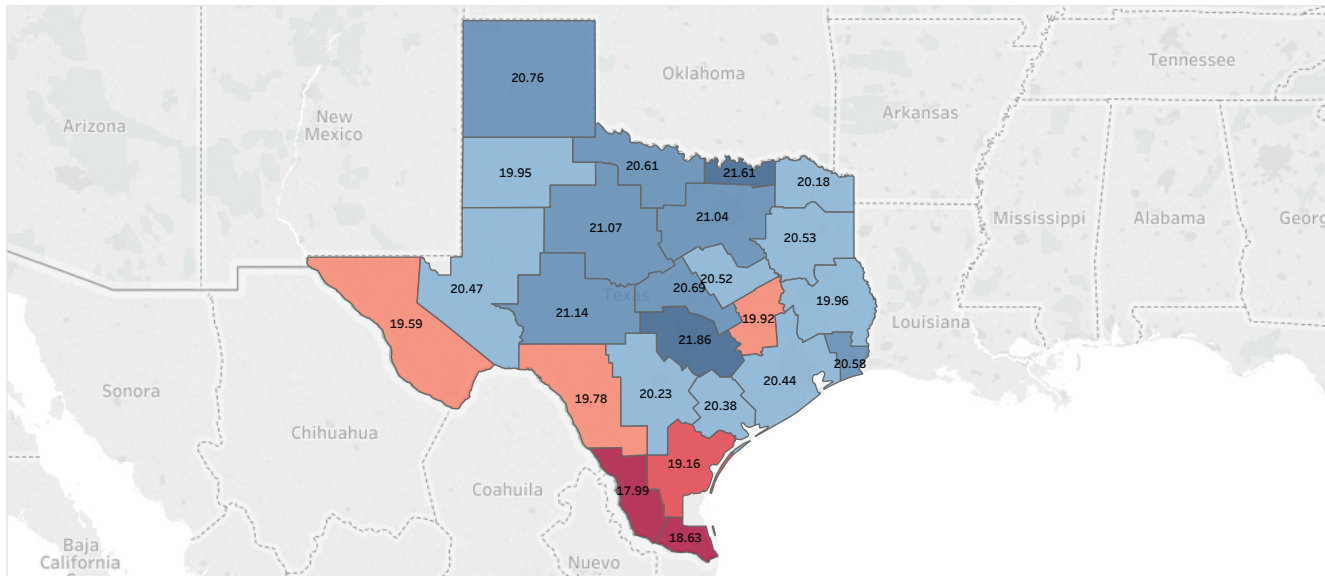 20.76
Oklahoma
Tennessee
Arkansas
New
Mexico
Arizona
20.61
21.61
19.95
20.18
Mississippi
Alabama
Georg
21.07
21.04
20.53
20.52
20.47
20.69
Texas
19.96
21.14
19.92
19.59
Louisiana
21.86
20.58
20.44
Sonora
20.23
19.78
20.38
Chihuahua
19.16
Coahuila
17.99
18.63
Baja
California
Nuevo